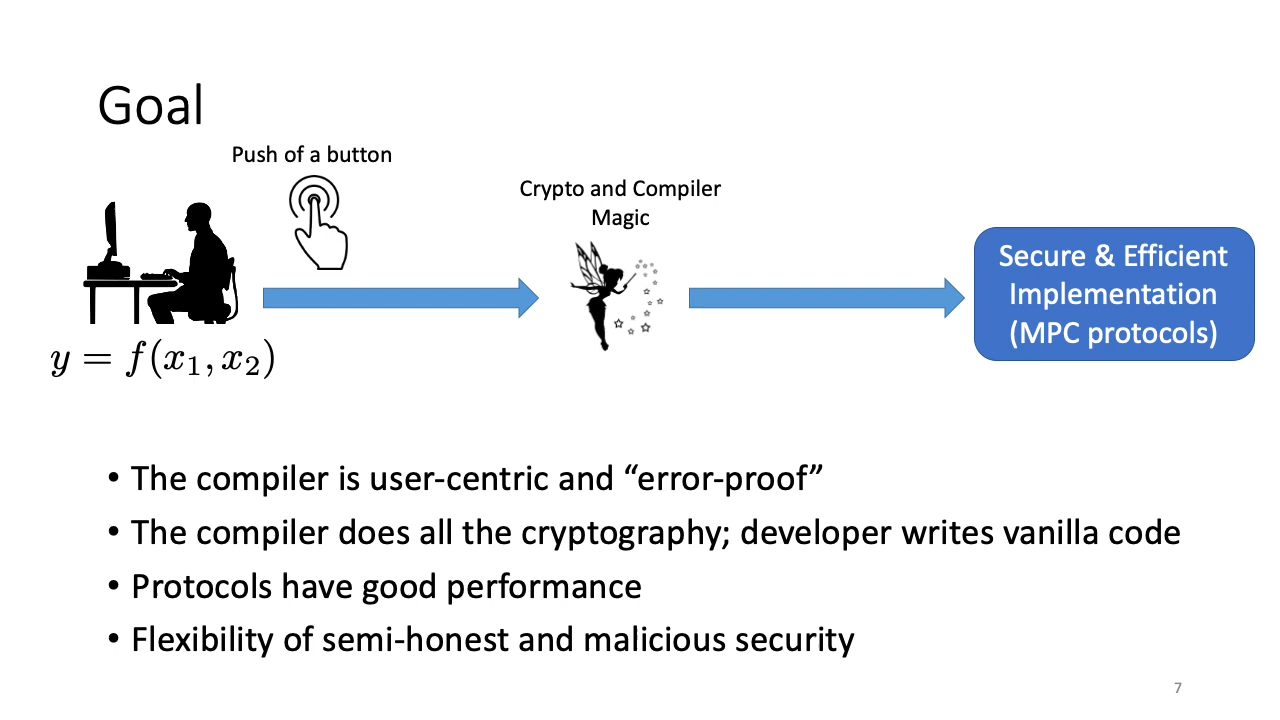 Goal
Push of a button
Crypto and Compiler
Magic
Secure & Efficient
Implementation
(MPC protocols)
y = f(x₁, x₂)
• The compiler is user-centric and “error-proof”
• The compiler does all the cryptography; developer writes vanilla code
• Protocols have good performance
• Flexibility of semi-honest and malicious security
7